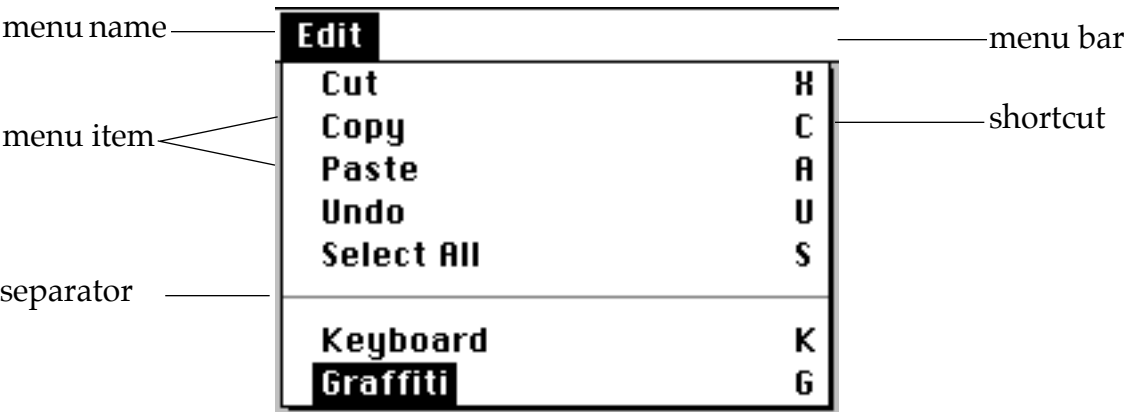 menu name
Edit
menu bar
Cut X
menu item
Copy C
shortcut
Paste A
Undo U
Select All S
separator
Keyboard K
Graffiti G